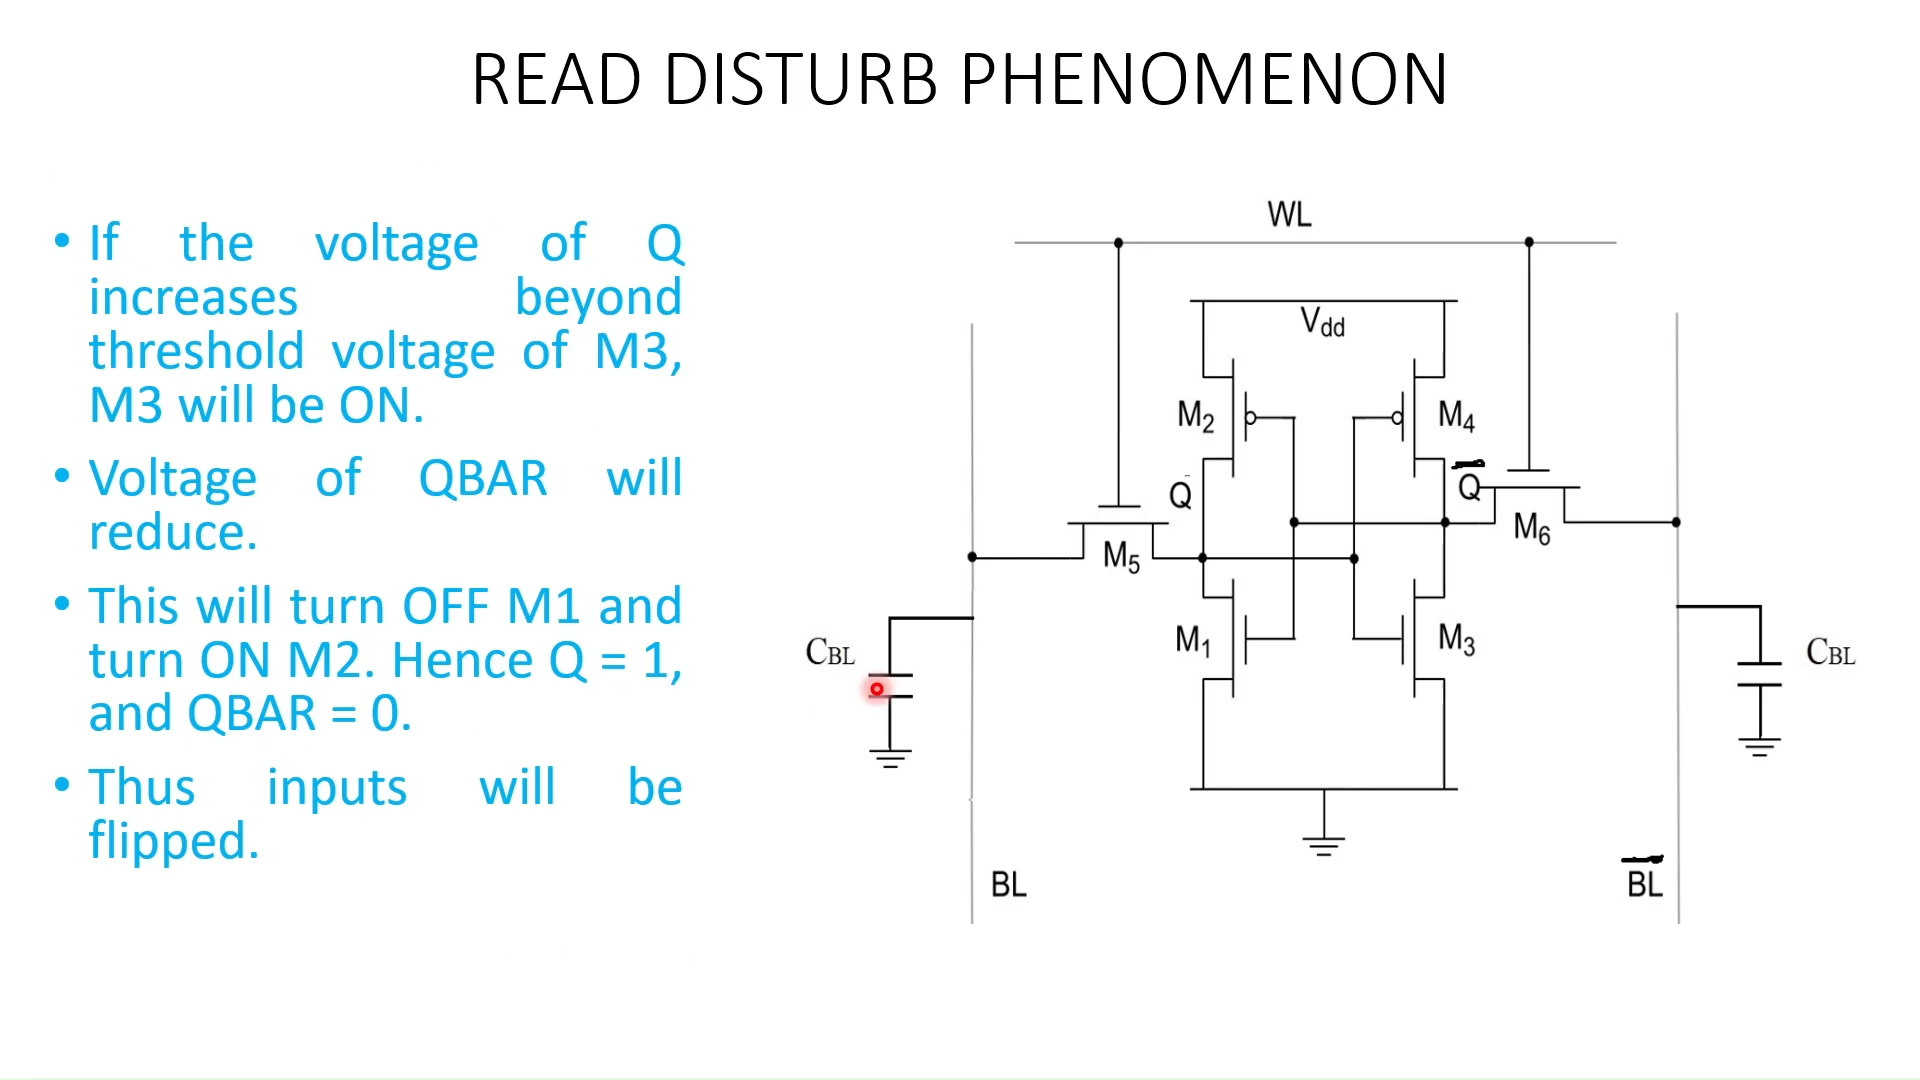 READ DISTURB PHENOMENON
• If the voltage of Q
increases beyond
threshold voltage of M3,
M3 will be ON.
• Voltage of QBAR will
reduce.
• This will turn OFF M1 and
turn ON M2. Hence Q = 1,
and QBAR = 0.
• Thus inputs will be
flipped.
WL
Vdd
M2
M4
Q
Q̅
M5
M6
M1
M3
CBL
CBL
BL
B̅L̅